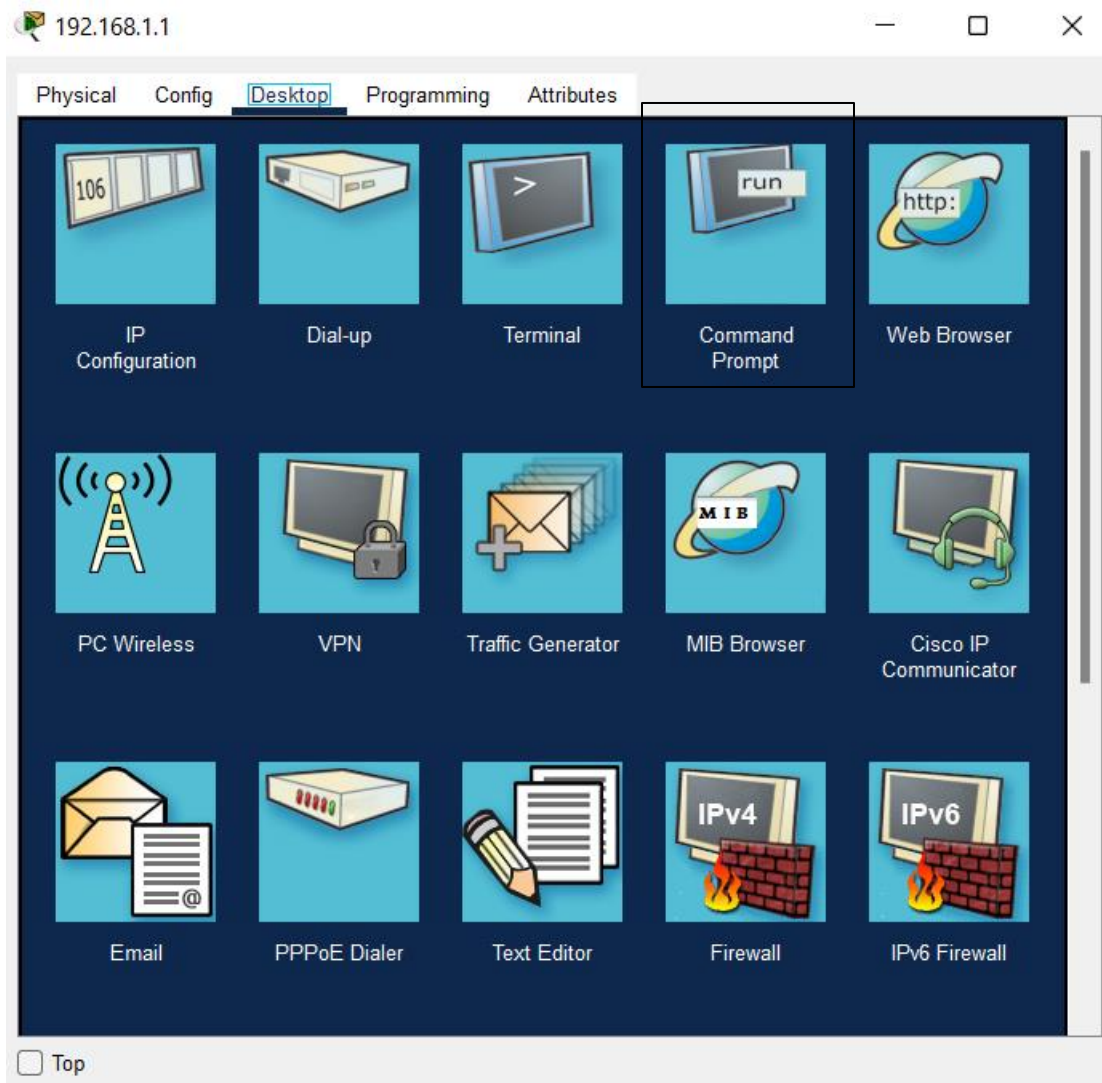 192.168.1.1
Physical Config Desktop Programming Attributes
106
>
run
http:
IP
Configuration
Dial-up
Terminal
Command
Prompt
Web Browser
MIB
?
PC Wireless
VPN
Traffic Generator
MIB Browser
Cisco IP
Communicator
@
IPv4
IPv6
Email
PPPoE Dialer
Text Editor
Firewall
IPv6 Firewall
Top